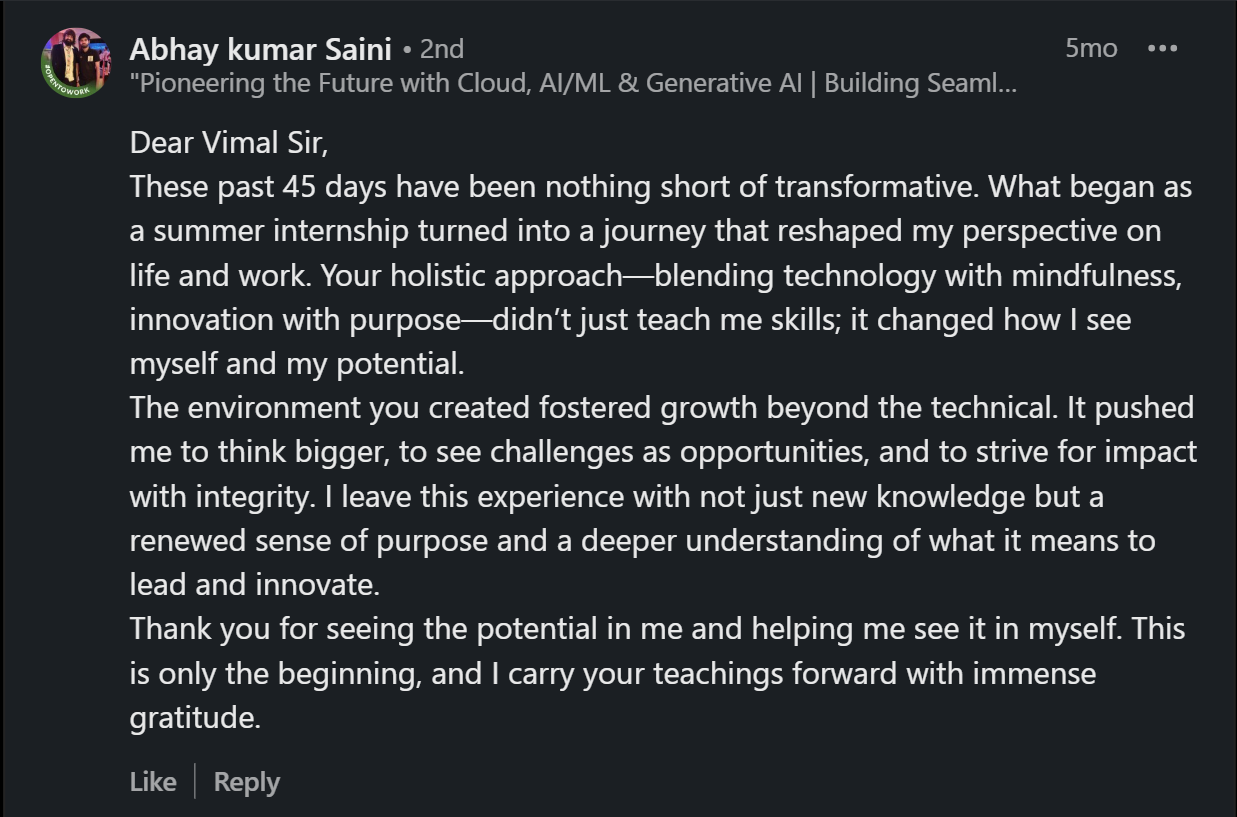 Abhay kumar Saini • 2nd
5mo
"Pioneering the Future with Cloud, AI/ML & Generative AI | Building Seaml...
#OPENTOWORK
Dear Vimal Sir,
These past 45 days have been nothing short of transformative. What began as
a summer internship turned into a journey that reshaped my perspective on
life and work. Your holistic approach—blending technology with mindfulness,
innovation with purpose—didn’t just teach me skills; it changed how I see
myself and my potential.
The environment you created fostered growth beyond the technical. It pushed
me to think bigger, to see challenges as opportunities, and to strive for impact
with integrity. I leave this experience with not just new knowledge but a
renewed sense of purpose and a deeper understanding of what it means to
lead and innovate.
Thank you for seeing the potential in me and helping me see it in myself. This
is only the beginning, and I carry your teachings forward with immense
gratitude.
Like | Reply